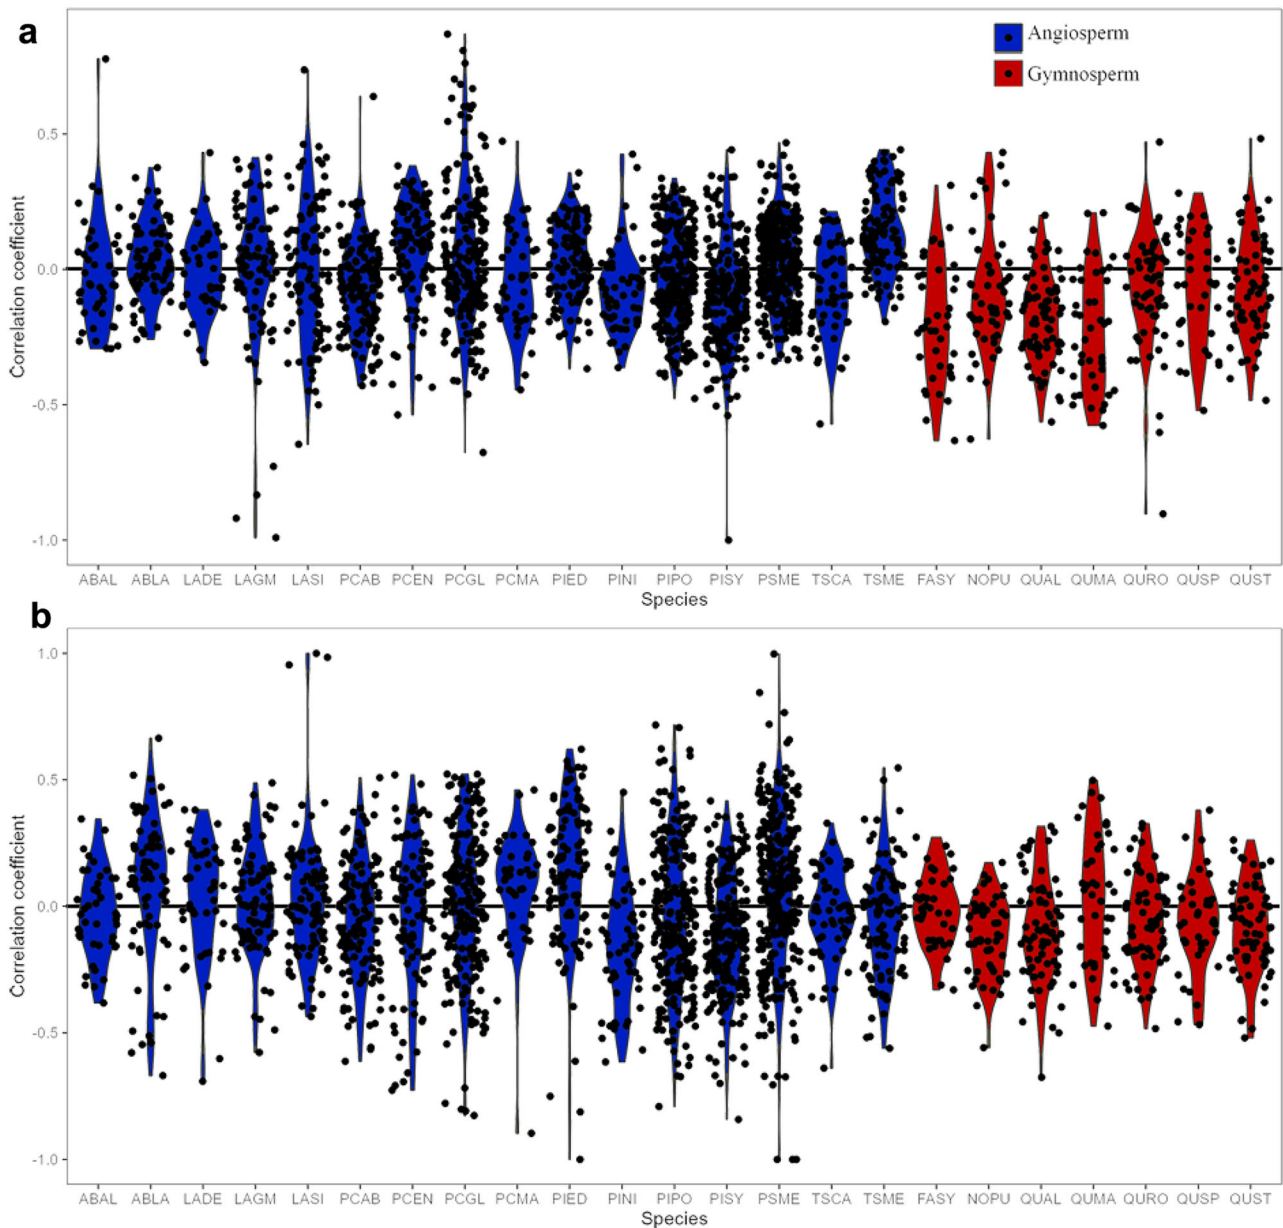 a
Angiosperm
Gymnosperm
Correlation coefficient
0.5
0.0
-0.5
-1.0
ABAL ABLA LADE LAGM LASI PCAB PCEN PCGL PCMA PIED PINI PIPO PISY PSME TSCA TSME FASY NOPU QUAL QUMA QURO QUSP QUST
Species
b
Correlation coefficient
1.0
0.5
0.0
-0.5
-1.0
ABAL ABLA LADE LAGM LASI PCAB PCEN PCGL PCMA PIED PINI PIPO PISY PSME TSCA TSME FASY NOPU QUAL QUMA QURO QUSP QUST
Species